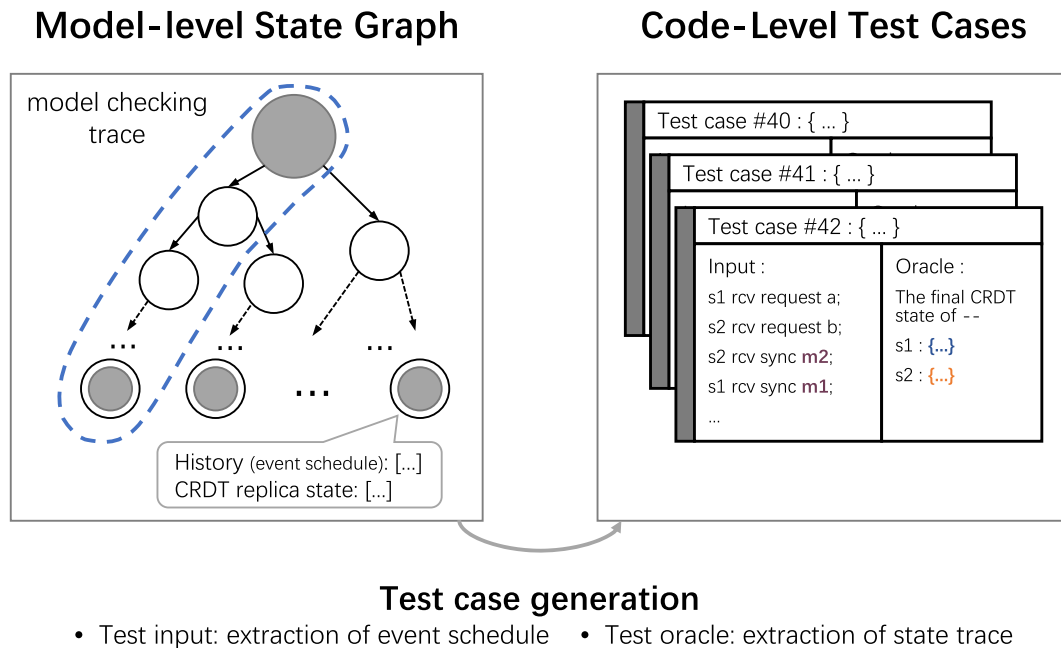 Model-level State Graph
model checking
trace
...
...
...
...
History (event schedule): [...]
CRDT replica state: [...]
Code-Level Test Cases
Test case #40 : { ... }
Test case #41 : { ... }
Test case #42 : { ... }
Input :
s1 rcv request a;
s2 rcv request b;
s2 rcv sync m2;
s1 rcv sync m1;
...
Oracle :
The final CRDT
state of --
s1 : {...}
s2 : {...}
Test case generation
• Test input: extraction of event schedule
• Test oracle: extraction of state trace